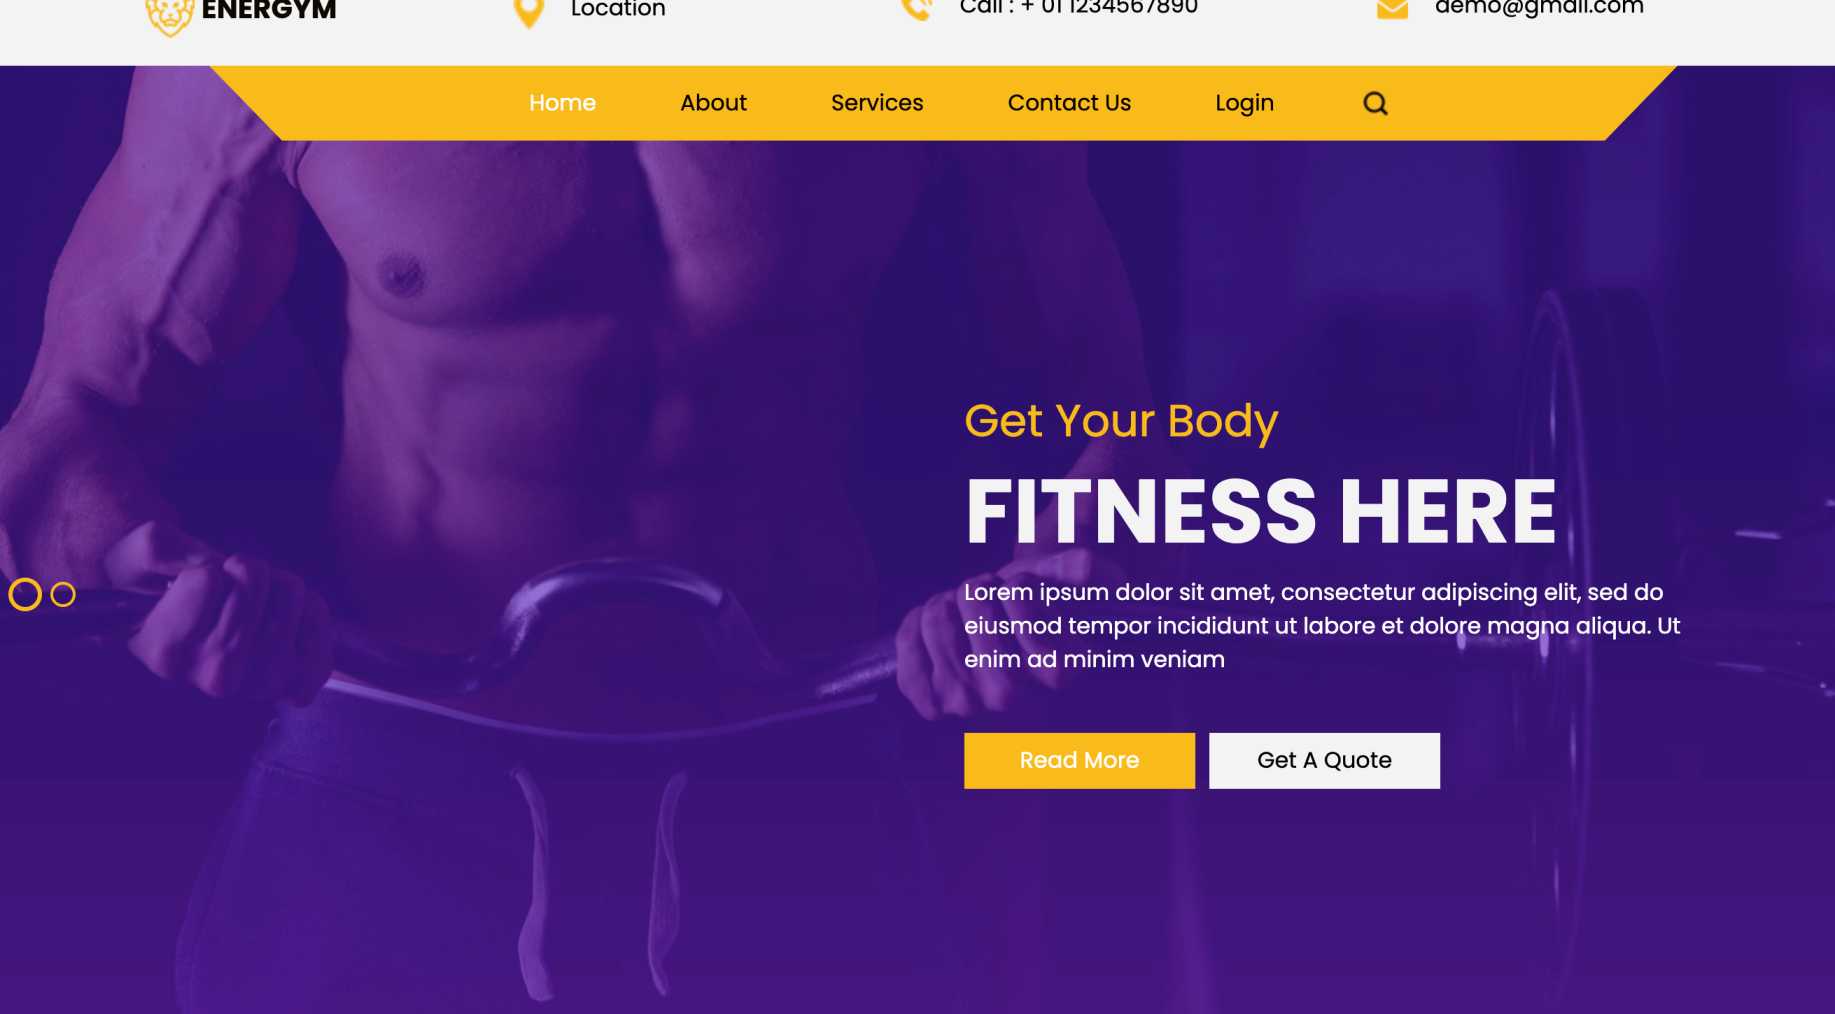 ENERGYM
Location
Call : + 01 1234567890
demo@gmail.com
Home
About
Services
Contact Us
Login
Get Your Body
FITNESS HERE
Lorem ipsum dolor sit amet, consectetur adipiscing elit, sed do
eiusmod tempor incididunt ut labore et dolore magna aliqua. Ut
enim ad minim veniam
Read More
Get A Quote